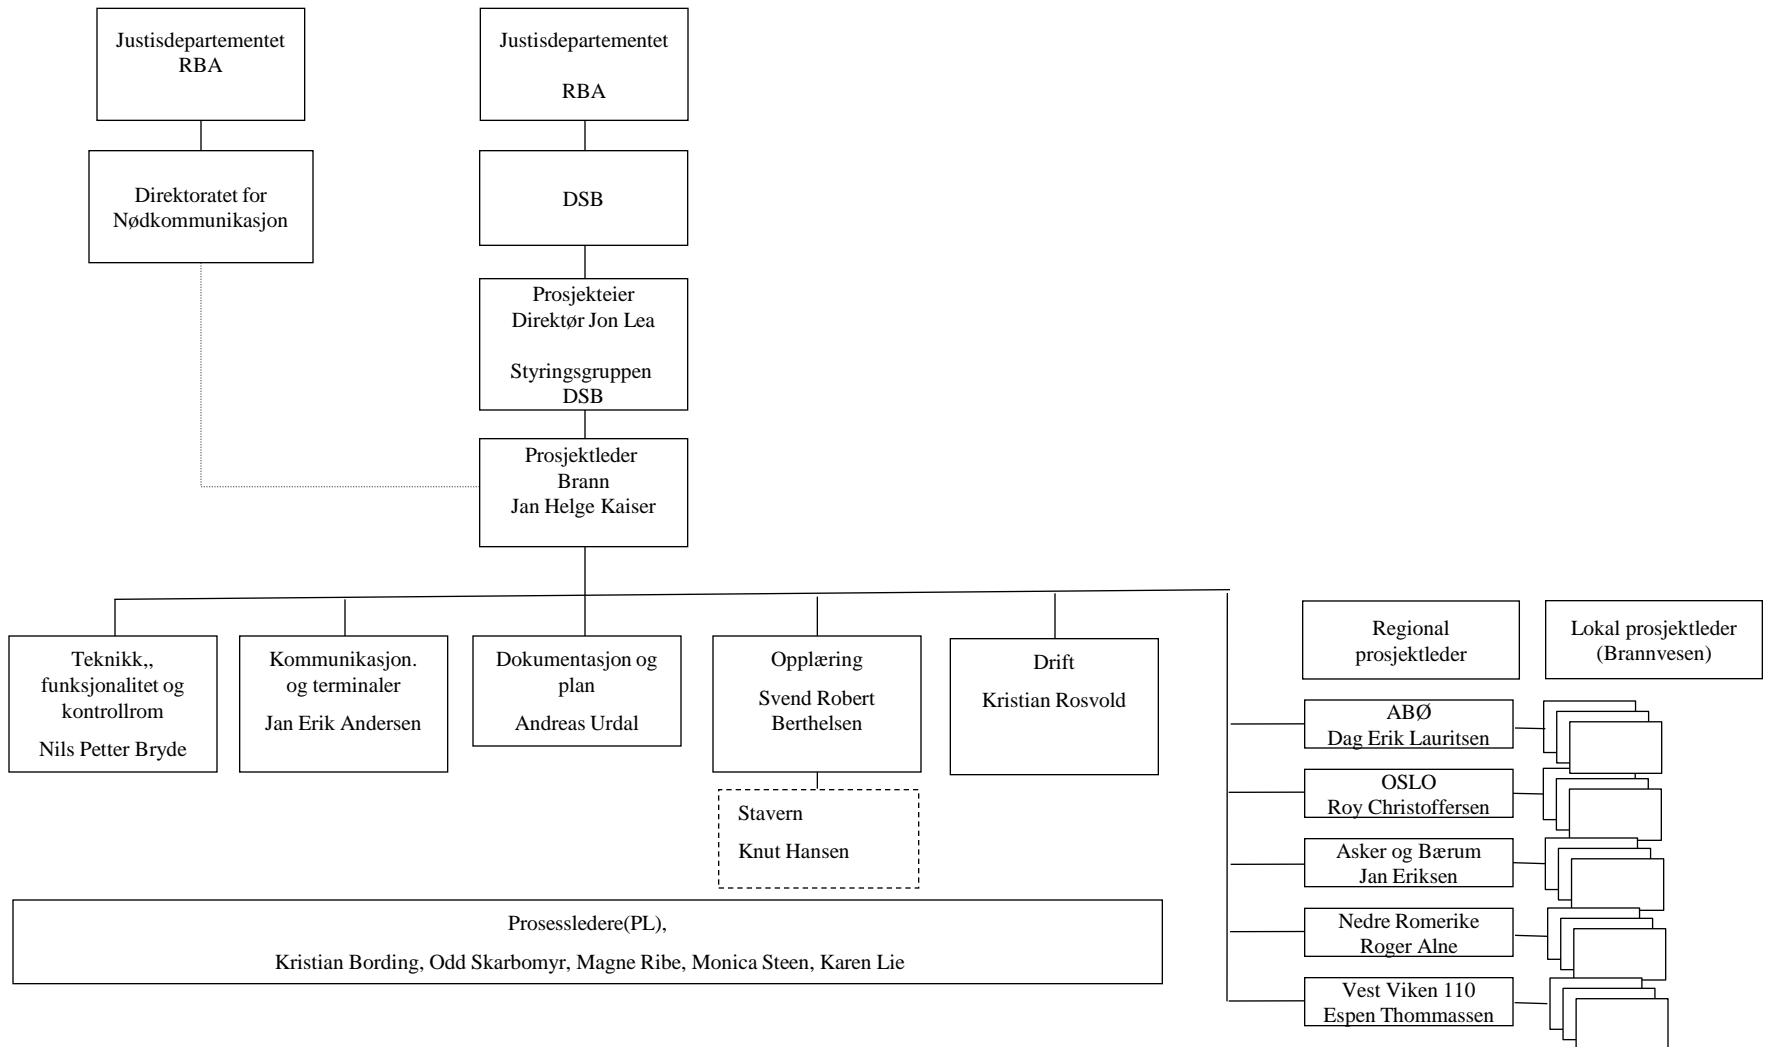 Justisdepartementet
RBA
Justisdepartementet
RBA
Direktoratet for
Nødkommunikasjon
DSB
Prosjekteier
Direktør Jon Lea
Styringsgruppen
DSB
Prosjektleder
Brann
Jan Helge Kaiser
Teknikk,,
funksjonalitet og
kontrollrom
Nils Petter Bryde
Kommunikasjon.
og terminaler
Jan Erik Andersen
Dokumentasjon og
plan
Andreas Urdal
Opplæring
Svend Robert
Berthelsen
Drift
Kristian Rosvold
Stavern
Knut Hansen
Regional
prosjektleder
Lokal prosjektleder
(Brannvesen)
ABØ
Dag Erik Lauritsen
OSLO
Roy Christoffersen
Asker og Bærum
Jan Eriksen
Nedre Romerike
Roger Alne
Vest Viken 110
Espen Thommassen
Prosessledere(PL),
Kristian Bording, Odd Skarbomyr, Magne Ribe, Monica Steen, Karen Lie